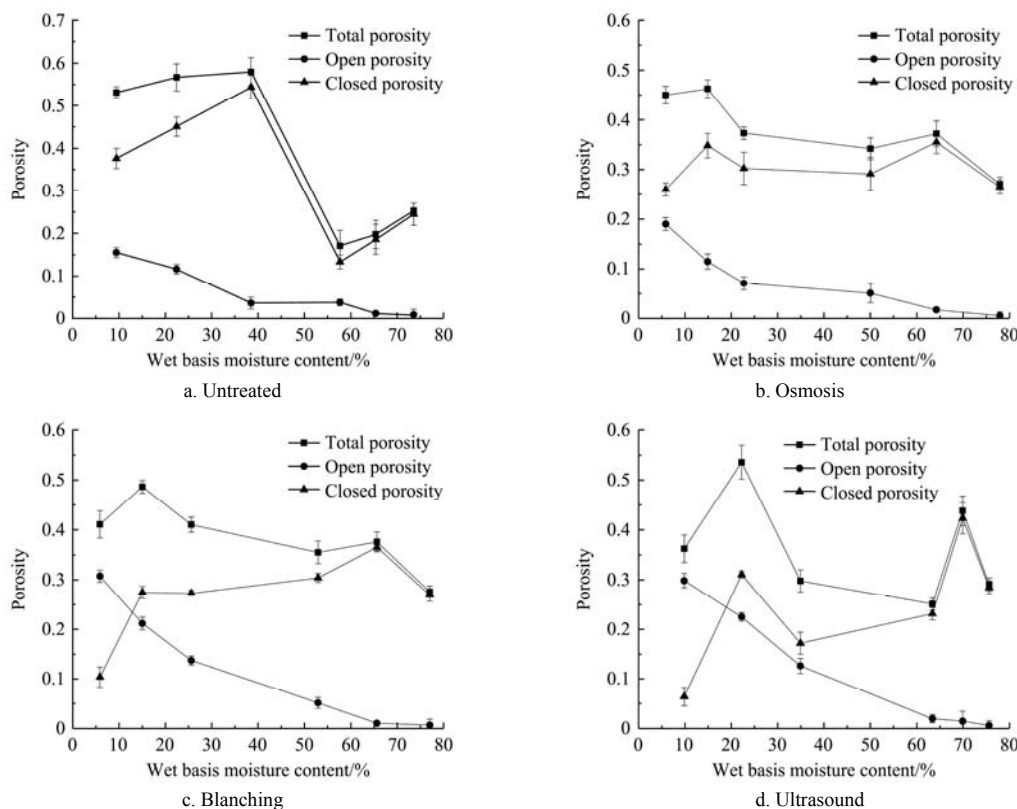 0.7
0.6
0.5
0.4
0.3
0.2
0.1
0
Porosity
Total porosity
Open porosity
Closed porosity
0 10 20 30 40 50 60 70 80
Wet basis moisture content/%
a. Untreated
0.6
0.5
0.4
0.3
0.2
0.1
0
Porosity
Total porosity
Open porosity
Closed porosity
0 10 20 30 40 50 60 70 80
Wet basis moisture content/%
b. Osmosis
0.6
0.5
0.4
0.3
0.2
0.1
0
Porosity
Total porosity
Open porosity
Closed porosity
0 10 20 30 40 50 60 70 80
Wet basis moisture content/%
c. Blanching
0.6
0.5
0.4
0.3
0.2
0.1
0
Porosity
Total porosity
Open porosity
Closed porosity
0 10 20 30 40 50 60 70 80
Wet basis moisture content/%
d. Ultrasound